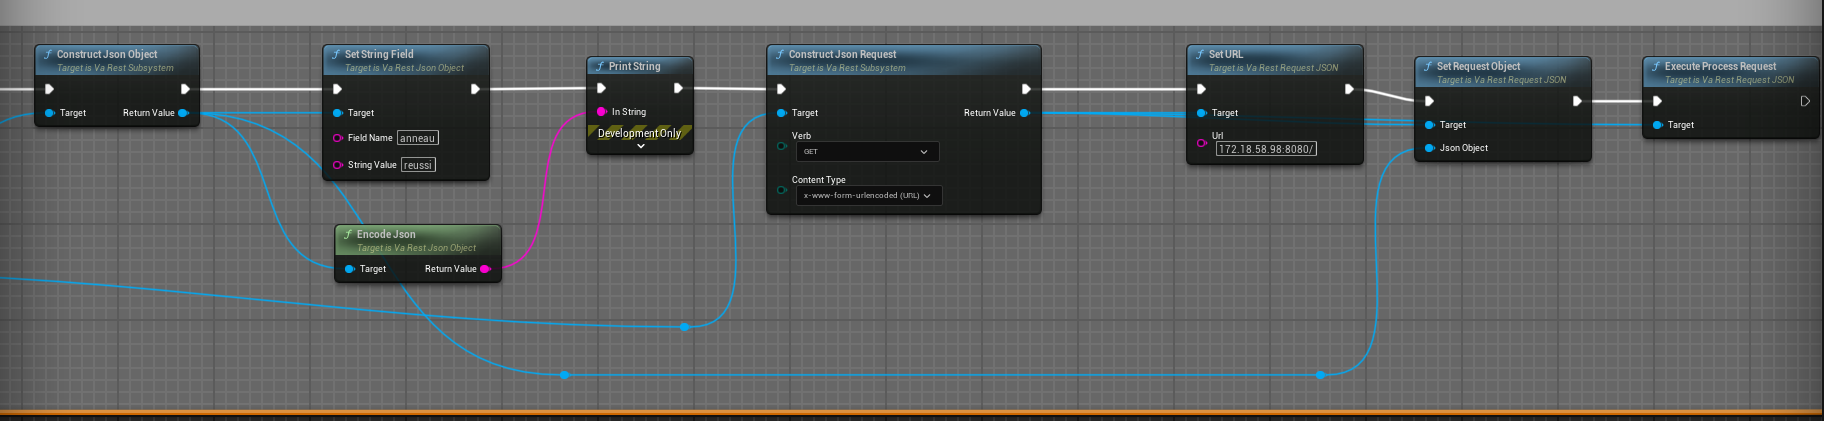 Construct Json Object
Target is Va Rest Subsystem
Target
Return Value
Set String Field
Target is Va Rest Json Object
Target
Field Name anneau
String Value reussi
Encode Json
Target is Va Rest Json Object
Target
Return Value
Print String
In String
Development Only
Construct Json Request
Target is Va Rest Subsystem
Target
Return Value
Verb
GET
Content Type
x-www-form-urlencoded (URL)
Set URL
Target is Va Rest Request JSON
Target
Url
172.18.58.98:8080/
Set Request Object
Target is Va Rest Request JSON
Target
Json Object
Execute Process Request
Target is Va Rest Request JSON
Target